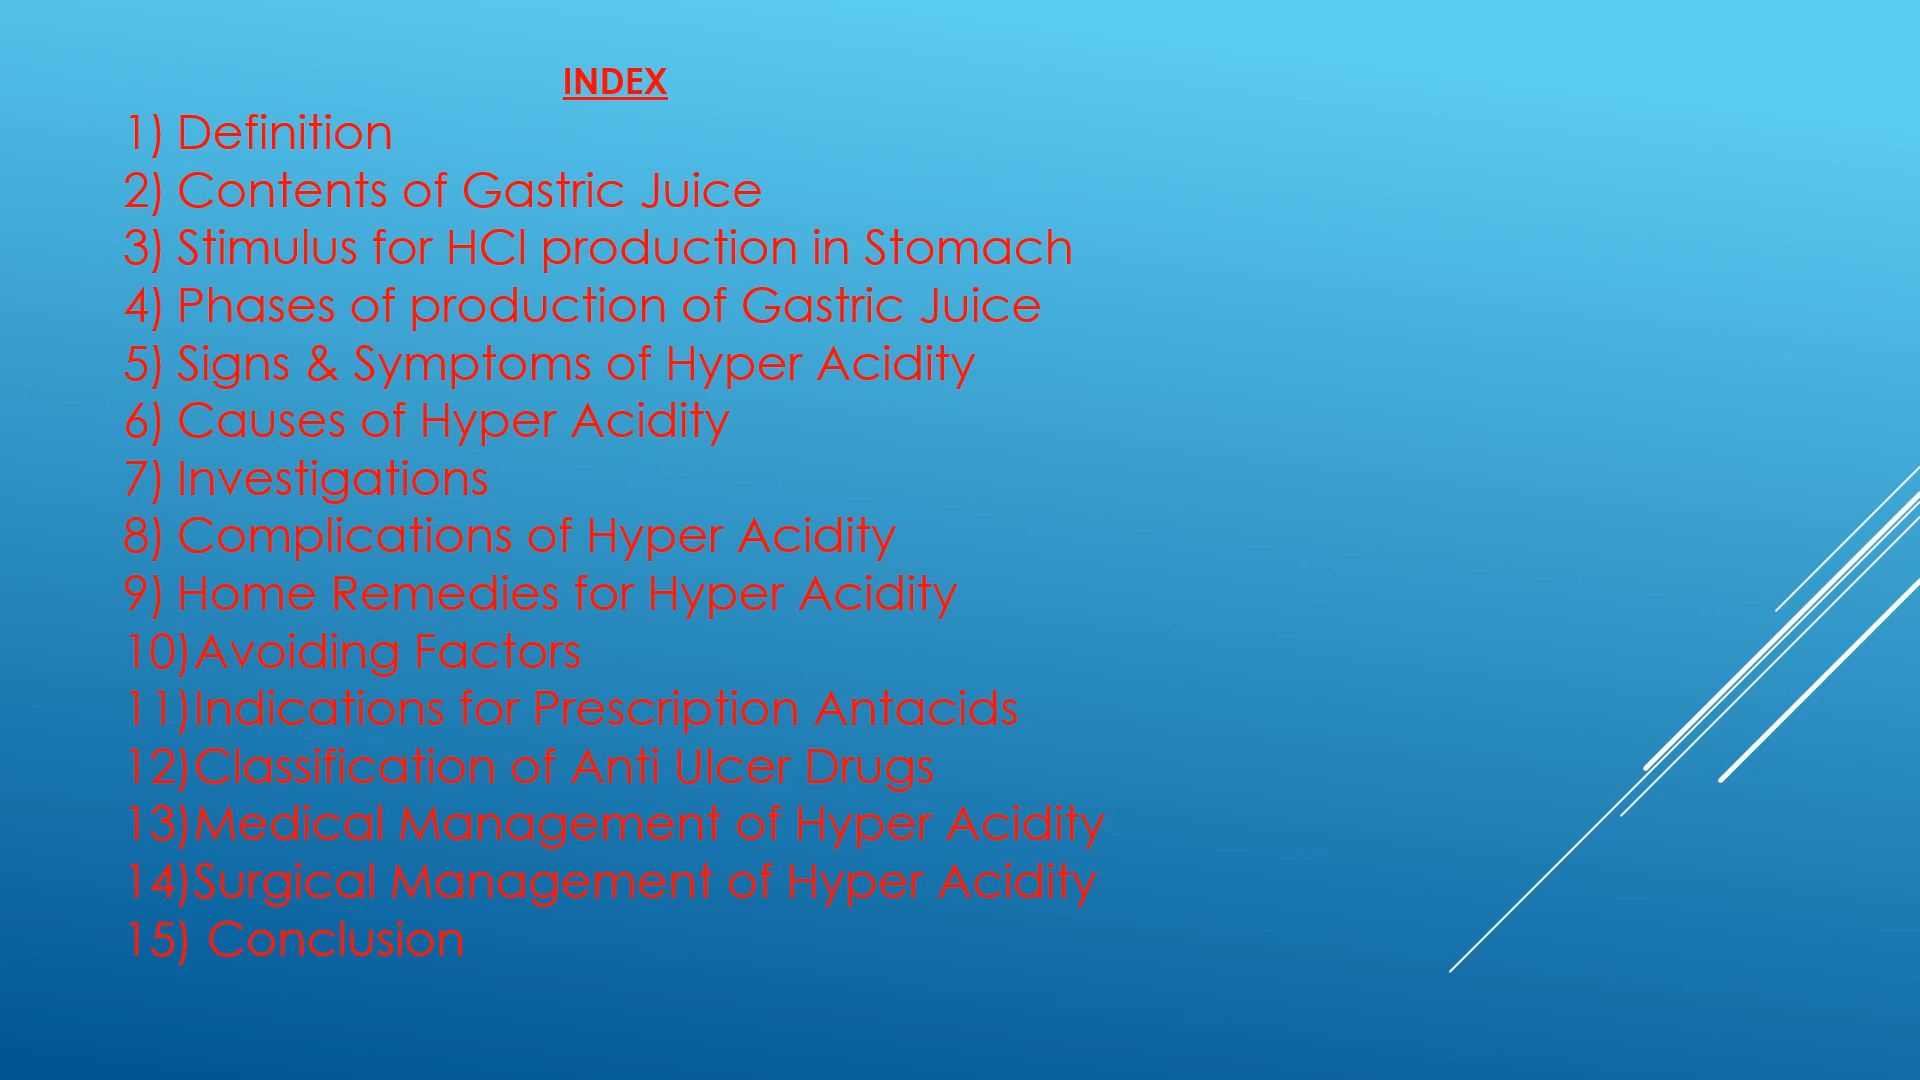 INDEX
1) Definition
2) Contents of Gastric Juice
3) Stimulus for HCl production in Stomach
4) Phases of production of Gastric Juice
5) Signs & Symptoms of Hyper Acidity
6) Causes of Hyper Acidity
7) Investigations
8) Complications of Hyper Acidity
9) Home Remedies for Hyper Acidity
10)Avoiding Factors
11)Indications for Prescription Antacids
12)Classification of Anti Ulcer Drugs
13)Medical Management of Hyper Acidity
14)Surgical Management of Hyper Acidity
15) Conclusion